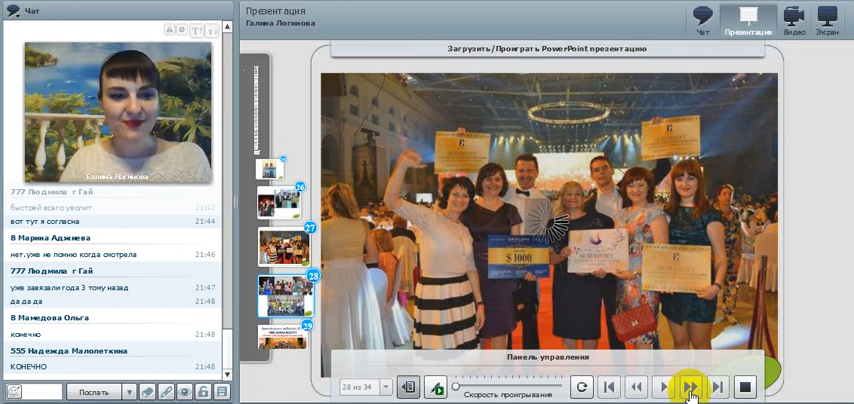 Чат
Галина Логинова
777 Людмила г Гай
быстрей всего уволит 21:42
вот тут я согласна 21:44
8 Марина Аджиева
нет.уже не помню когда смотрела 21:46
777 Людмила г Гай
уже завязали года 3 тому назад 21:47
да да да 21:48
8 Мамедова Ольга
конечно 21:48
555 Надежда Малолеткина
КОНЕЧНО 21:48
Послать
Презентация
Галина Логинова
Чат
Презентация
Видео
Экран
Загрузить/Проиграть PowerPoint презентацию
26
27
28
29
$ 1000
Панель управления
28 из 34
Скорость проигрывания